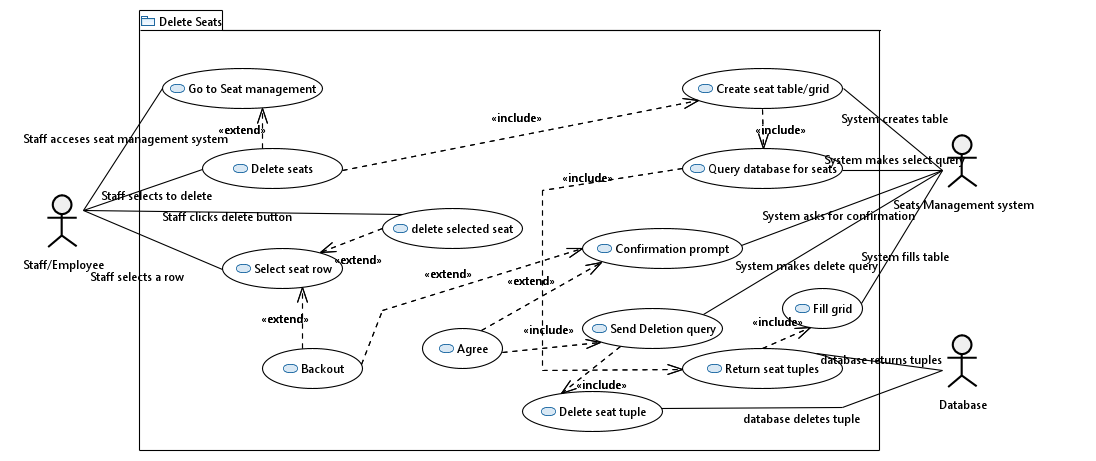 Delete Seats
Go to Seat management
Create seat table/grid
«include»
System creates table
«extend»
«include»
Staff acceses seat management system
Delete seats
Query database for seats
System makes select query
«include»
Staff selects to delete
Seats Management system
Staff clicks delete button
System asks for confirmation
delete selected seat
Confirmation prompt
«extend»
System fills table
Staff/Employee
Select seat row
System makes delete query
Staff selects a row
«extend»
«extend»
Fill grid
«extend»
«include»
«include»
Send Deletion query
Agree
database returns tuples
Backout
Return seat tuples
«include»
Database
Delete seat tuple
database deletes tuple